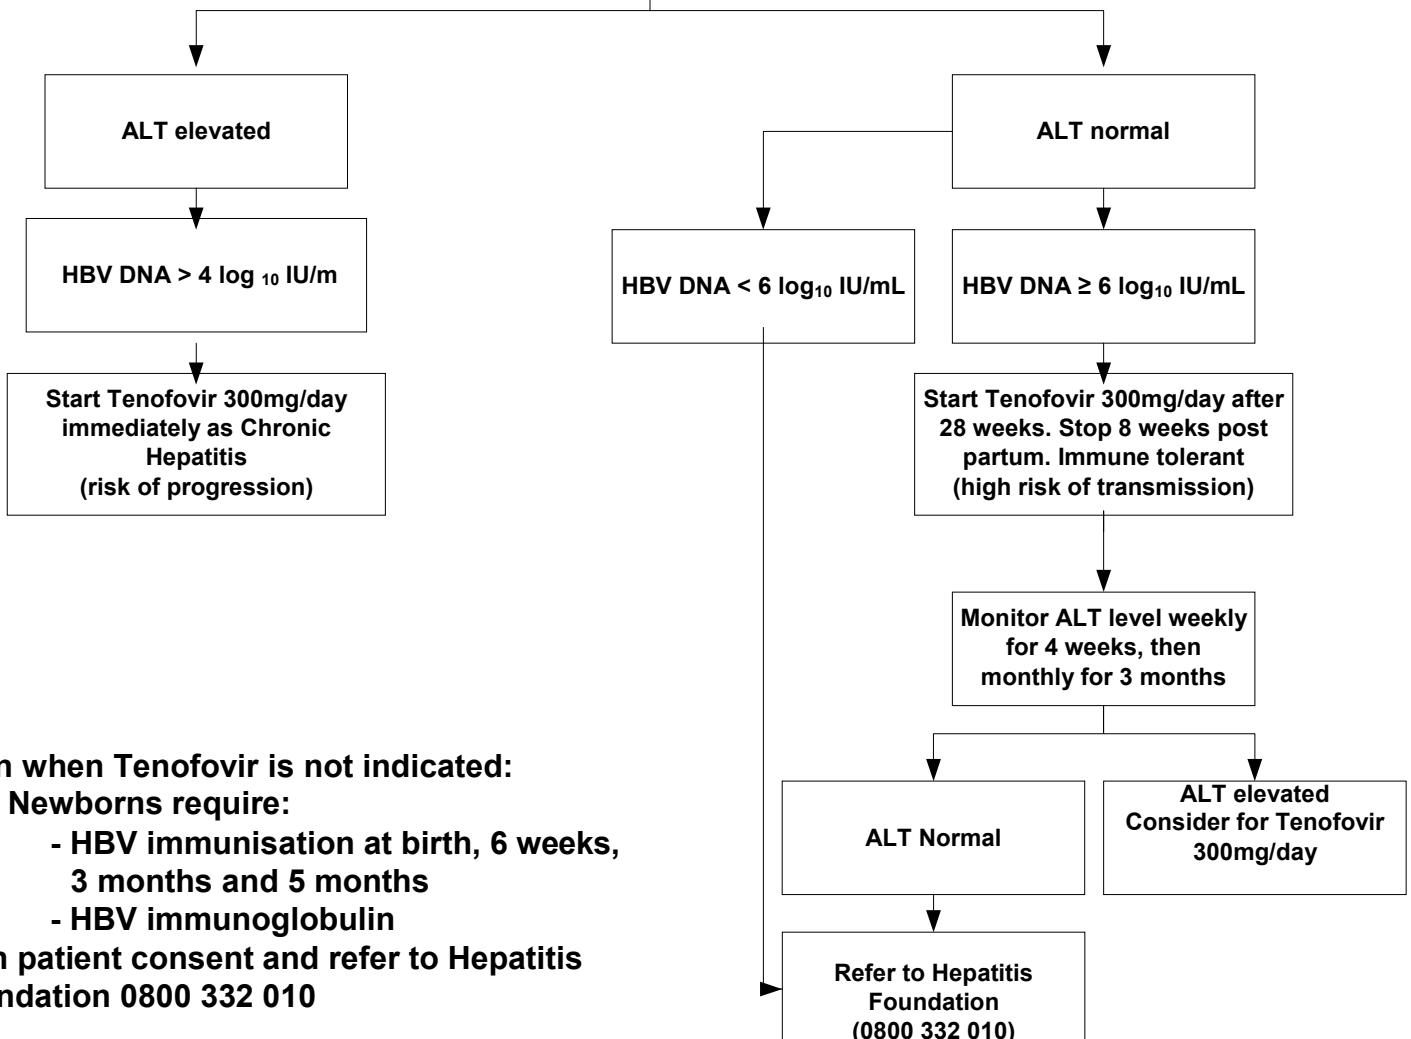 ALT elevated
ALT normal
HBV DNA > 4 log 10 IU/m
HBV DNA < 6 log10 IU/mL
HBV DNA ≥ 6 log10 IU/mL
Start Tenofovir 300mg/day
immediately as Chronic
Hepatitis
(risk of progression)
Start Tenofovir 300mg/day after
28 weeks. Stop 8 weeks post
partum. Immune tolerant
(high risk of transmission)
Monitor ALT level weekly
for 4 weeks, then
monthly for 3 months
ALT Normal
ALT elevated
Consider for Tenofovir
300mg/day
Refer to Hepatitis
Foundation
(0800 332 010)
when Tenofovir is not indicated:
Newborns require:
- HBV immunisation at birth, 6 weeks,
3 months and 5 months
- HBV immunoglobulin
patient consent and refer to Hepatitis
0800 332 010